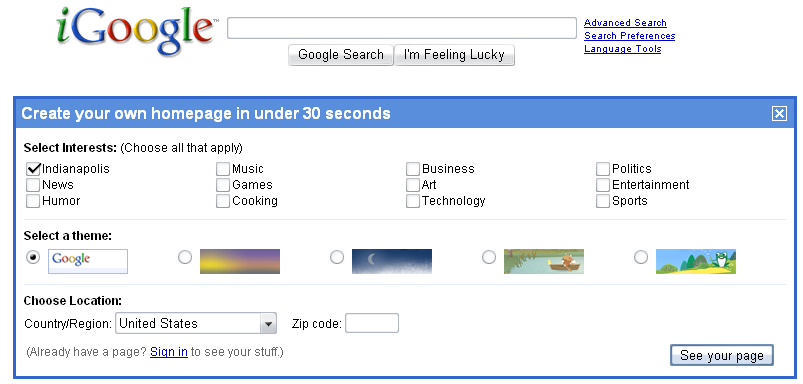 iGoogle™
Advanced Search
Search Preferences
Language Tools
Google Search I'm Feeling Lucky
Create your own homepage in under 30 seconds
Select Interests: (Choose all that apply)
Indianapolis Music Business Politics
News Games Art Entertainment
Humor Cooking Technology Sports
Select a theme:
Google
Choose Location:
Country/Region: United States Zip code:
(Already have a page? Sign in to see your stuff.)
See your page